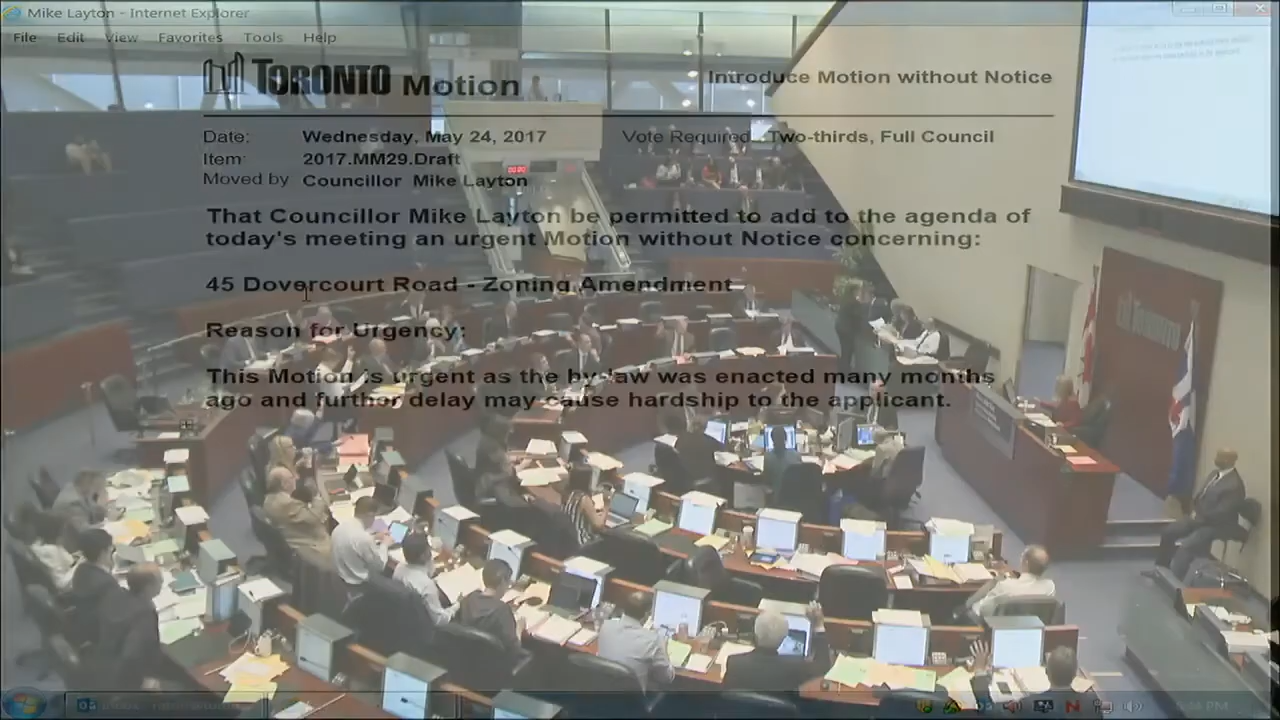 Mike Layton - Internet Explorer
File Edit View Favorites Tools Help
TORONTO Motion
Introduce Motion without Notice
Date: Wednesday, May 24, 2017
Vote Required: Two-thirds, Full Council
Item: 2017.MM29.Draft
Moved by Councillor Mike Layton
That Councillor Mike Layton be permitted to add to the agenda of
today's meeting an urgent Motion without Notice concerning:
45 Dovercourt Road - Zoning Amendment
Reason for Urgency:
This Motion is urgent as the by-law was enacted many months
ago and further delay may cause hardship to the applicant.
TORONTO